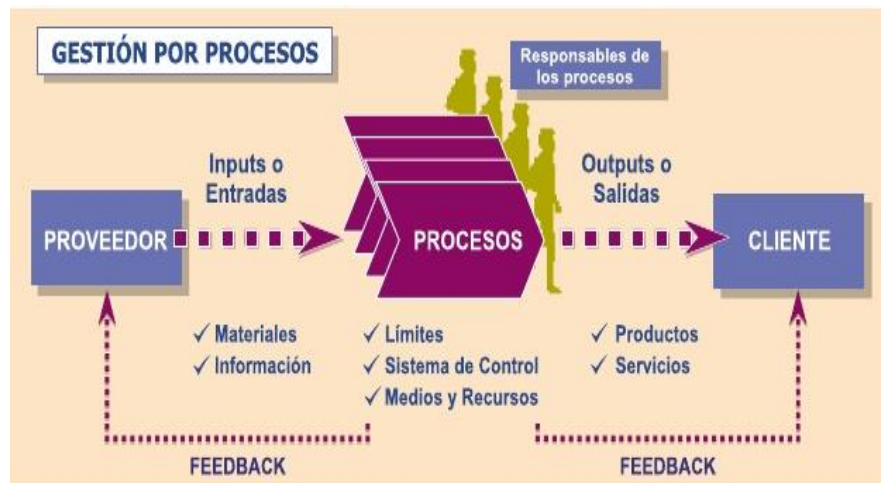 GESTIÓN POR PROCESOS
Responsables de
los procesos
Inputs o
Entradas
Outputs o
Salidas
PROVEEDOR
PROCESOS
CLIENTE
✓ Materiales
✓ Información
✓ Límites
✓ Sistema de Control
✓ Medios y Recursos
✓ Productos
✓ Servicios
FEEDBACK
FEEDBACK